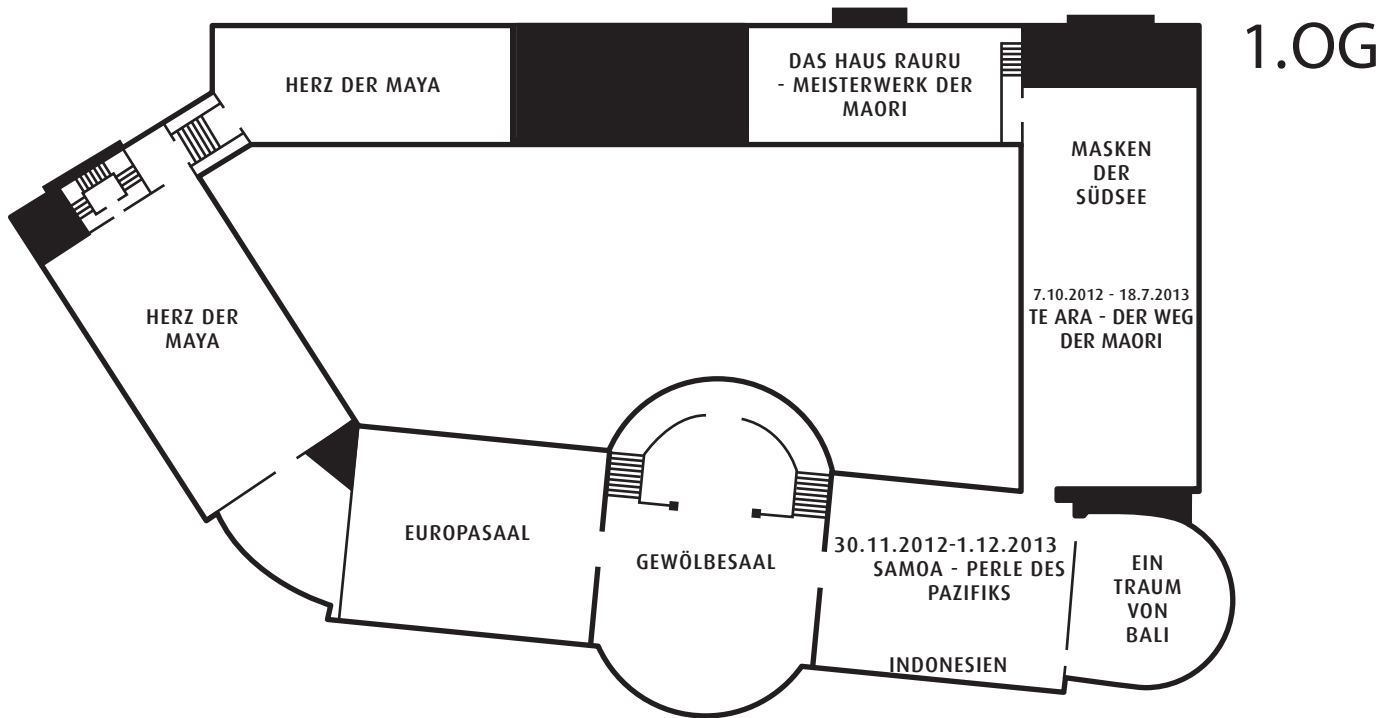 1.OG
HERZ DER MAYA
DAS HAUS RAURU
- MEISTERWERK DER
MAORI
MASKEN
DER
SÜDSEE
7.10.2012 - 18.7.2013
TE ARA - DER WEG
DER MAORI
HERZ DER
MAYA
EUROPASAAL
GEWÖLBESAAL
30.11.2012-1.12.2013
SAMOA - PERLE DES
PAZIFIKS
INDONESIEN
EIN
TRAUM
VON
BALI